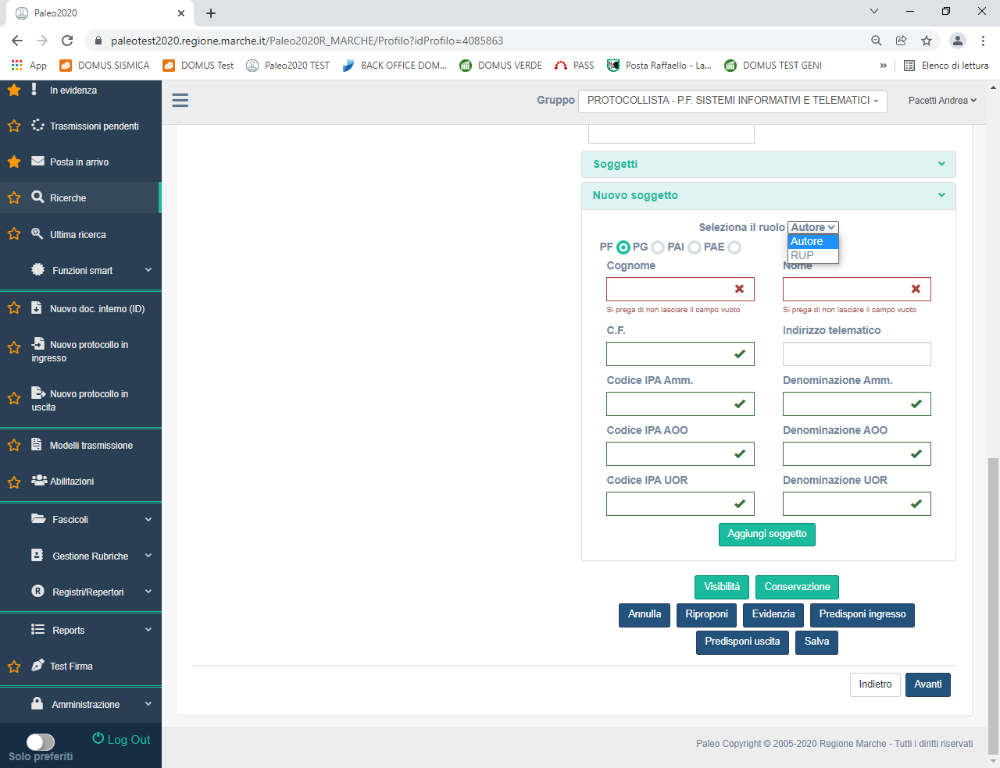 Paleo2020
paleotest2020.regione.marche.it/Paleo2020R_MARCHE/Profilo?idProfilo=4085863
App DOMUS SISMICA DOMUS Test Paleo2020 TEST BACK OFFICE DOM... DOMUS VERDE PASS Posta Raffaello - La... DOMUS TEST GENI » Elenco di lettura
In evidenza
Trasmissioni pendenti
Posta in arrivo
Ricerche
Ultima ricerca
Funzioni smart
Nuovo doc. interno (ID)
Nuovo protocollo in
ingresso
Nuovo protocollo in
uscita
Modelli trasmissione
Abilitazioni
Fascicoli
Gestione Rubriche
R Registri/Repertori
Reports
Test Firma
Amministrazione
Log Out
Solo preferiti
Gruppo PROTOCOLLISTA - P.F. SISTEMI INFORMATIVI E TELEMATICI
Pacetti Andrea
Soggetti
Nuovo soggetto
Seleziona il ruolo Autore
Autore
RUP
PF PG PAI PAE
Cognome Nome
Si prega di non lasciare il campo vuoto Si prega di non lasciare il campo vuoto
C.F. Indirizzo telematico
Codice IPA Amm. Denominazione Amm.
Codice IPA AOO Denominazione AOO
Codice IPA UOR Denominazione UOR
Aggiungi soggetto
Visibilità Conservazione
Annulla Riproponi Evidenzia Predisponi ingresso
Predisponi uscita Salva
Indietro Avanti
Paleo Copyright © 2005-2020 Regione Marche - Tutti i diritti riservati